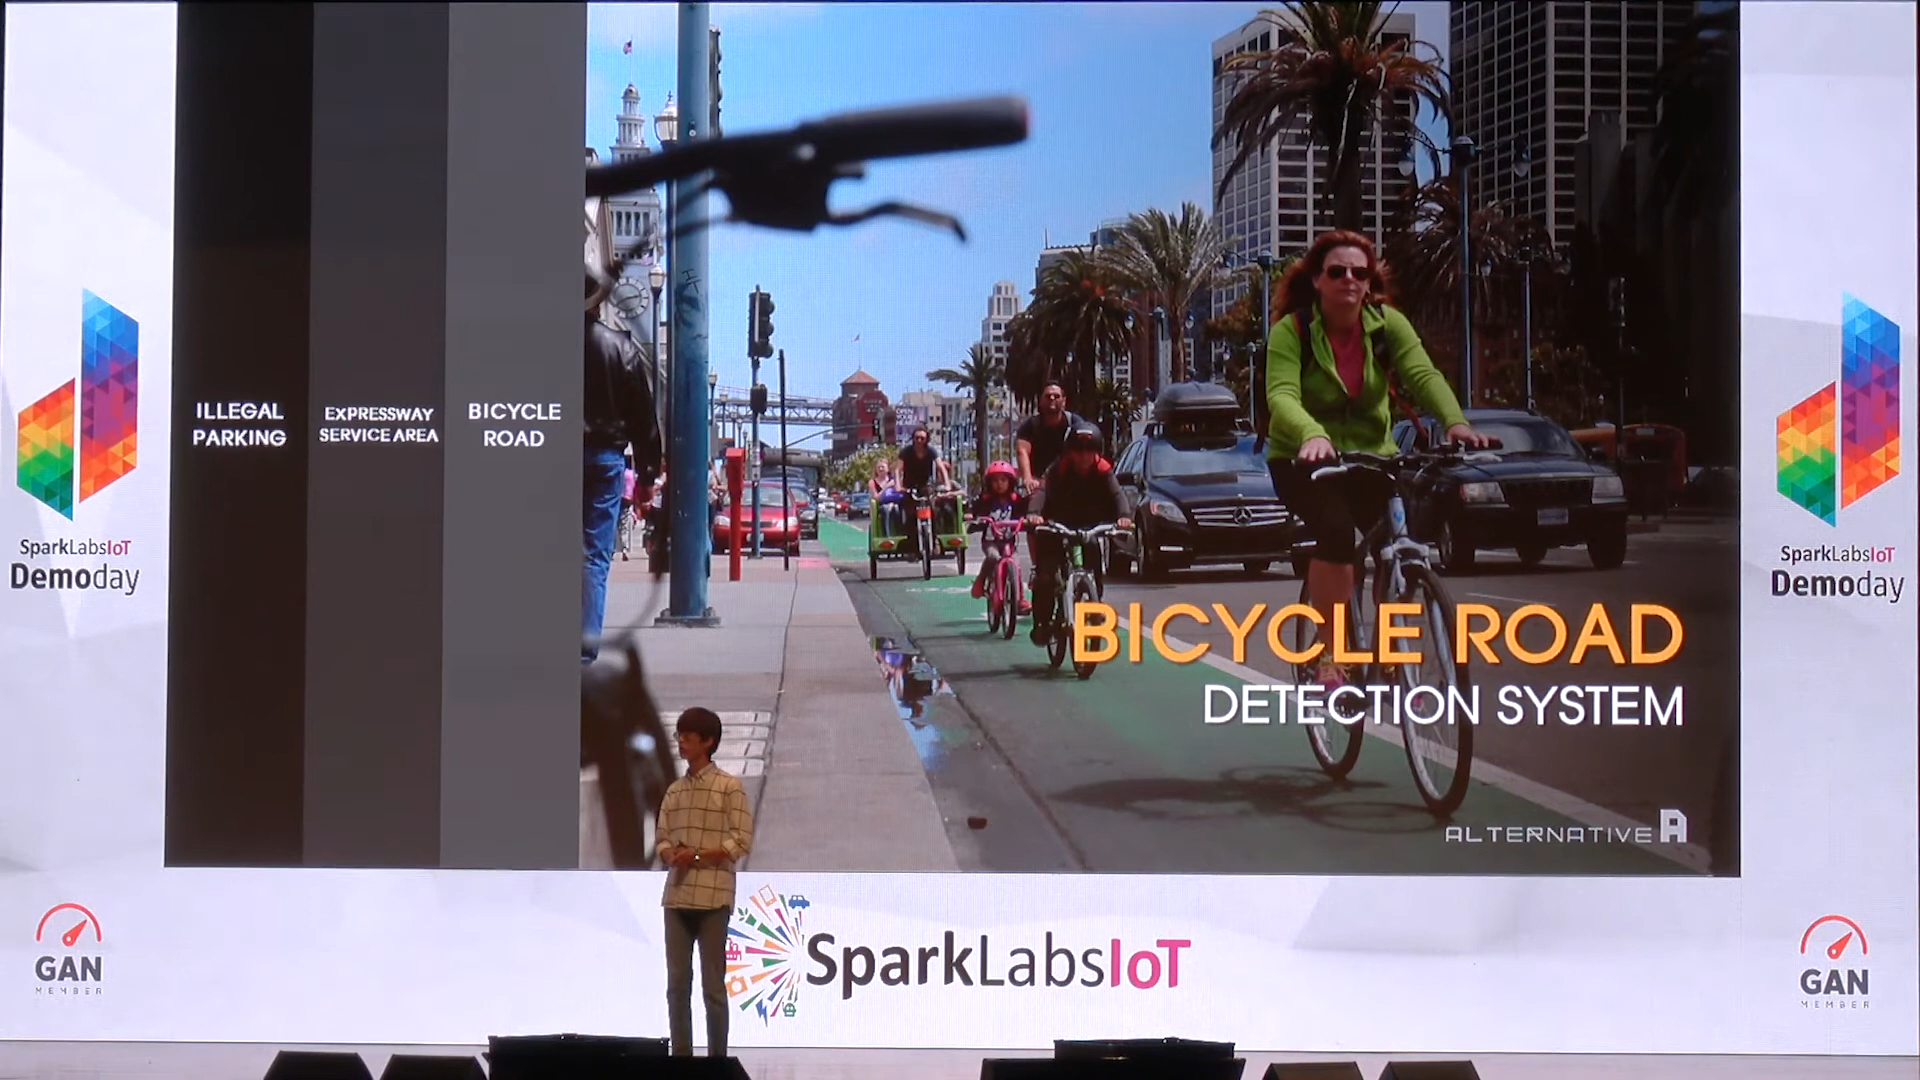 ILLEGAL
PARKING
EXPRESSWAY
SERVICE AREA
BICYCLE
ROAD
BICYCLE ROAD
DETECTION SYSTEM
ALTERNATIVE A
SparkLabsIoT
Demoday
SparkLabsIoT
Demoday
GAN
MEMBER
SparkLabsIoT
GAN
MEMBER